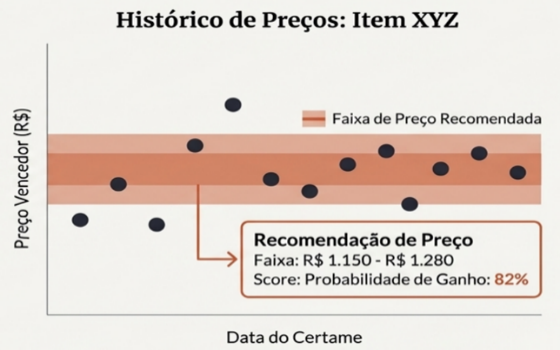 Histórico de Preços: Item XYZ
Preço Vencedor (R$)
Faixa de Preço Recomendada
Recomendação de Preço
Faixa: R$ 1.150 - R$ 1.280
Score: Probabilidade de Ganho: 82%
Data do Certame